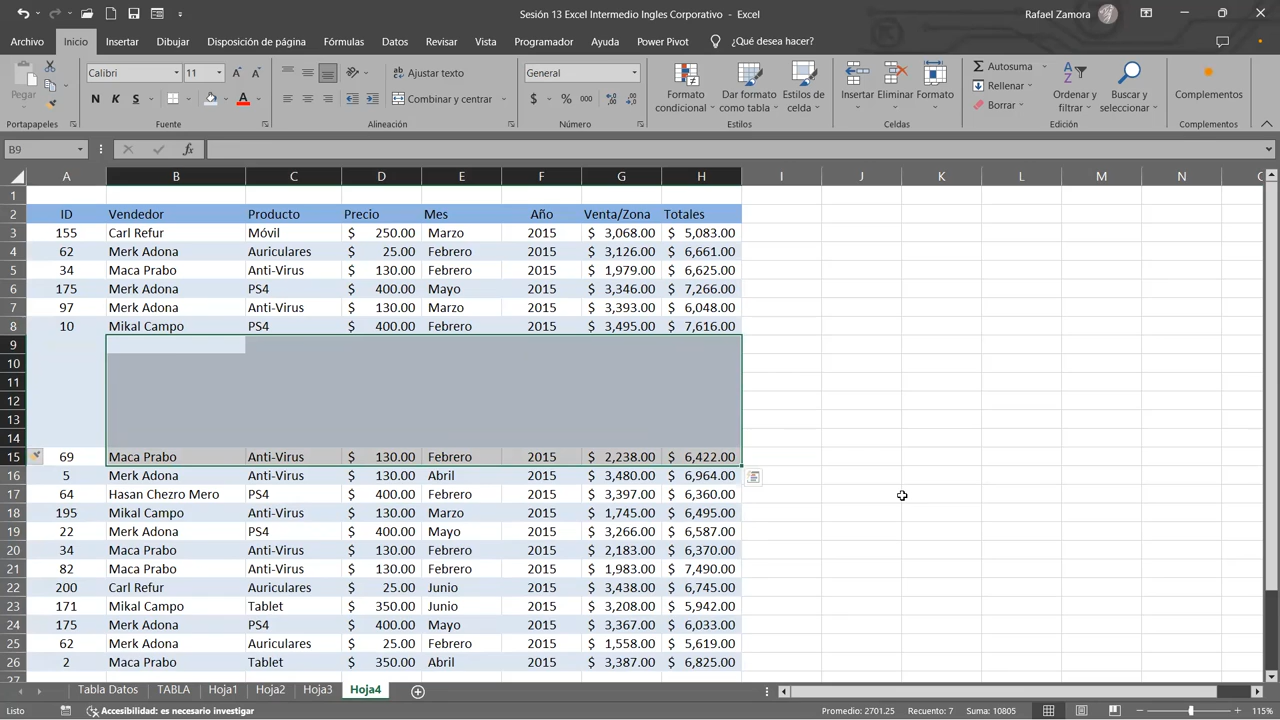 Sesión 13 Excel Intermedio Ingles Corporativo - Excel
Rafael Zamora
Archivo Inicio Insertar Dibujar Disposición de página Fórmulas Datos Revisar Vista Programador Ayuda Power Pivot ¿Qué desea hacer?
Pegar
Portapapeles
Calibri 11
N K S
Fuente
Ajustar texto
Combinar y centrar
Alineación
General
$ % 000
Número
Formato condicional
Dar formato como tabla
Estilos de celda
Estilos
Insertar Eliminar Formato
Celdas
Autosuma
Rellenar
Borrar
Ordenar y filtrar
Buscar y seleccionar
Edición
Complementos
Complementos
B9 fx
A B C D E F G H I J K L M N
1
2 ID Vendedor Producto Precio Mes Año Venta/Zona Totales
3 155 Carl Refur Móvil $ 250.00 Marzo 2015 $ 3,068.00 $ 5,083.00
4 62 Merk Adona Auriculares $ 25.00 Febrero 2015 $ 3,126.00 $ 6,661.00
5 34 Maca Prabo Anti-Virus $ 130.00 Febrero 2015 $ 1,979.00 $ 6,625.00
6 175 Merk Adona PS4 $ 400.00 Mayo 2015 $ 3,346.00 $ 7,266.00
7 97 Merk Adona Anti-Virus $ 130.00 Marzo 2015 $ 3,393.00 $ 6,048.00
8 10 Mikal Campo PS4 $ 400.00 Febrero 2015 $ 3,495.00 $ 7,616.00
9
10
11
12
13
14
15 69 Maca Prabo Anti-Virus $ 130.00 Febrero 2015 $ 2,238.00 $ 6,422.00
16 5 Merk Adona Anti-Virus $ 130.00 Abril 2015 $ 3,480.00 $ 6,964.00
17 64 Hasan Chezro Mero PS4 $ 400.00 Febrero 2015 $ 3,397.00 $ 6,360.00
18 195 Mikal Campo Anti-Virus $ 130.00 Marzo 2015 $ 1,745.00 $ 6,495.00
19 22 Merk Adona PS4 $ 400.00 Mayo 2015 $ 3,266.00 $ 6,587.00
20 34 Maca Prabo Anti-Virus $ 130.00 Febrero 2015 $ 2,183.00 $ 6,370.00
21 82 Maca Prabo Anti-Virus $ 130.00 Febrero 2015 $ 1,983.00 $ 7,490.00
22 200 Carl Refur Auriculares $ 25.00 Junio 2015 $ 3,438.00 $ 6,745.00
23 171 Mikal Campo Tablet $ 350.00 Junio 2015 $ 3,208.00 $ 5,942.00
24 175 Merk Adona PS4 $ 400.00 Mayo 2015 $ 3,367.00 $ 6,033.00
25 62 Merk Adona Auriculares $ 25.00 Febrero 2015 $ 1,558.00 $ 5,619.00
26 2 Maca Prabo Tablet $ 350.00 Abril 2015 $ 3,387.00 $ 6,825.00
Tabla Datos TABLA Hoja1 Hoja2 Hoja3 Hoja4
Listo Accesibilidad: es necesario investigar Promedio: 2701.25 Recuento: 7 Suma: 10805 115%